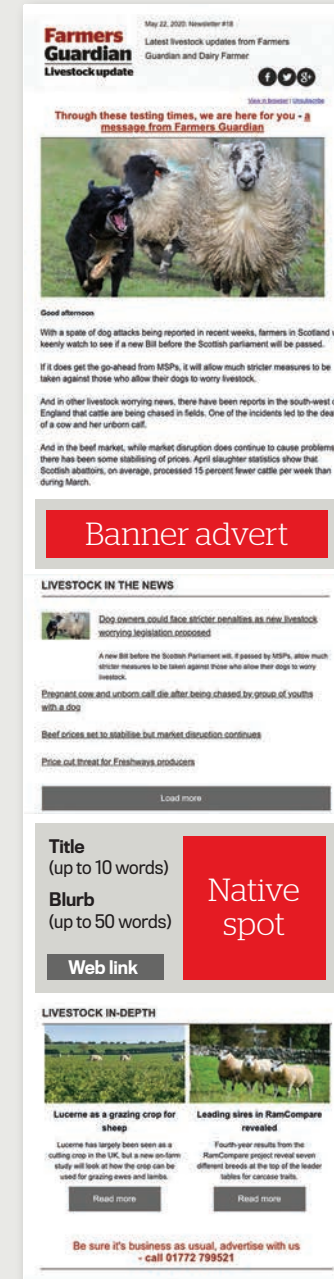 Farmers
Guardian
Livestock update
May 22, 2020: Newsletter #18
Latest livestock updates from Farmers
Guardian and Dairy Farmer
View in browser | Unsubscribe
Through these testing times, we are here for you - a
message from Farmers Guardian
Good afternoon
With a spate of dog attacks being reported in recent weeks, farmers in Scotland
keenly watch to see if a new Bill before the Scottish parliament will be passed.
If it does get the go-ahead from MSPs, it will allow much stricter measures to be
taken against those who allow their dogs to worry livestock.
And in other livestock worrying news, there have been reports in the south-west
England that cattle are being chased in fields. One of the incidents led to the
of a cow and her unborn calf.
And in the beef market, while market disruption does continue to cause problems
there has been some stabilising of prices. April slaughter statistics show that
Scottish abattoirs, on average, processed 15 percent fewer cattle per week than
during March.
Banner advert
LIVESTOCK IN THE NEWS
Dog owners could face stricter penalties as new livestock
worrying legislation proposed
A new Bill before the Scottish Parliament will, if passed by MSPs, allow much
stricter measures to be taken against those who allow their dogs to worry
livestock.
Pregnant cow and unborn calf die after being chased by group of youths
with a dog
Beef prices set to stabilise but market disruption continues
Price cut threat for Freshways producers
Load more
Title
(up to 10 words)
Blurb
(up to 50 words)
Web link
Native
spot
LIVESTOCK IN-DEPTH
Lucerne as a grazing crop for
sheep
Lucerne has largely been seen as a
cutting crop in the UK, but a new on-farm
study will look at how the crop can be
used for grazing ewes and lambs.
Read more
Leading sires in RamCompare
revealed
Fourth-year results from the
RamCompare project reveal seven
different breeds at the top of the leader
tables for carcase traits.
Read more
Be sure it's business as usual, advertise with us
- call 01772 799521